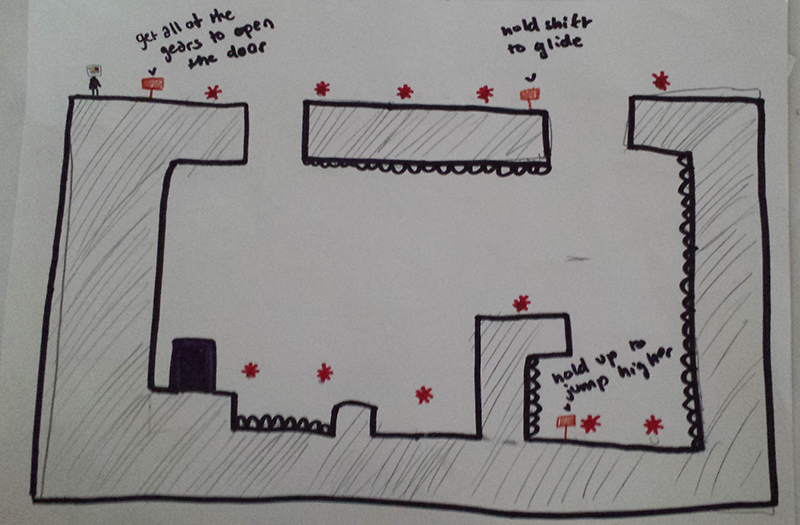 get all of the
gears to open
the door
hold shift
to glide
hold up to
jump higher